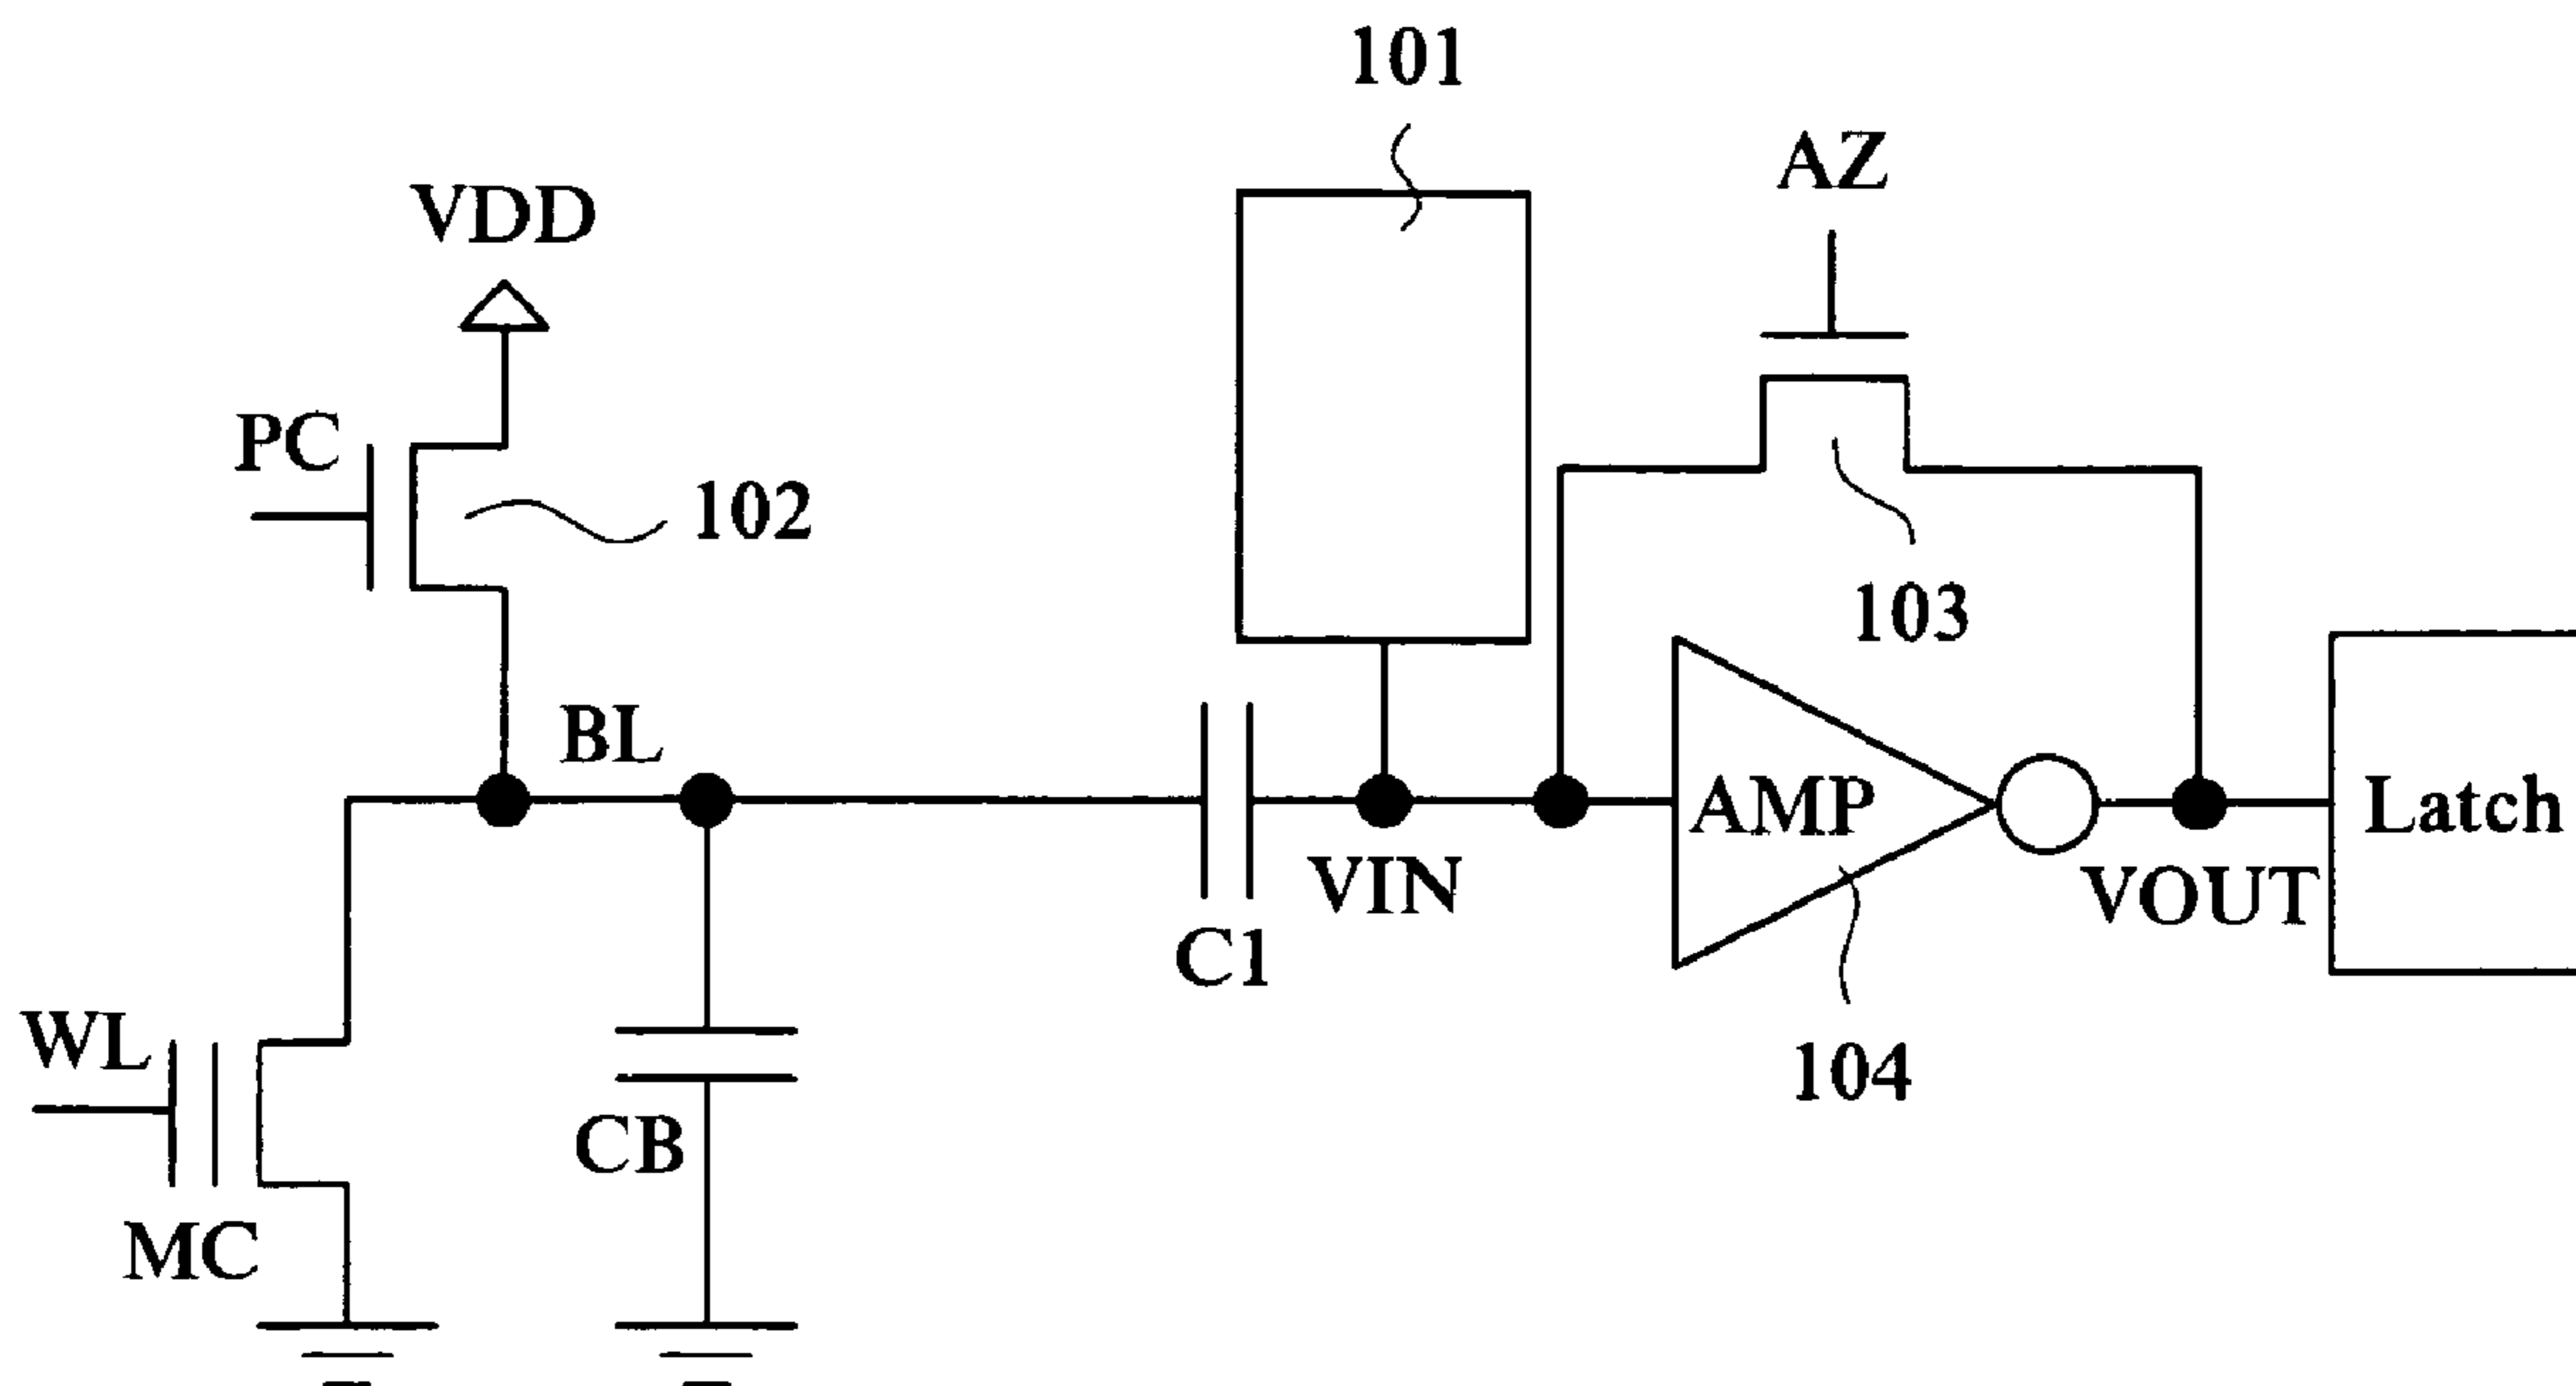 101
AZ
VDD
PC
102
103
BL
AMP
Latch
VIN
VOUT
C1
WL
104
CB
MC